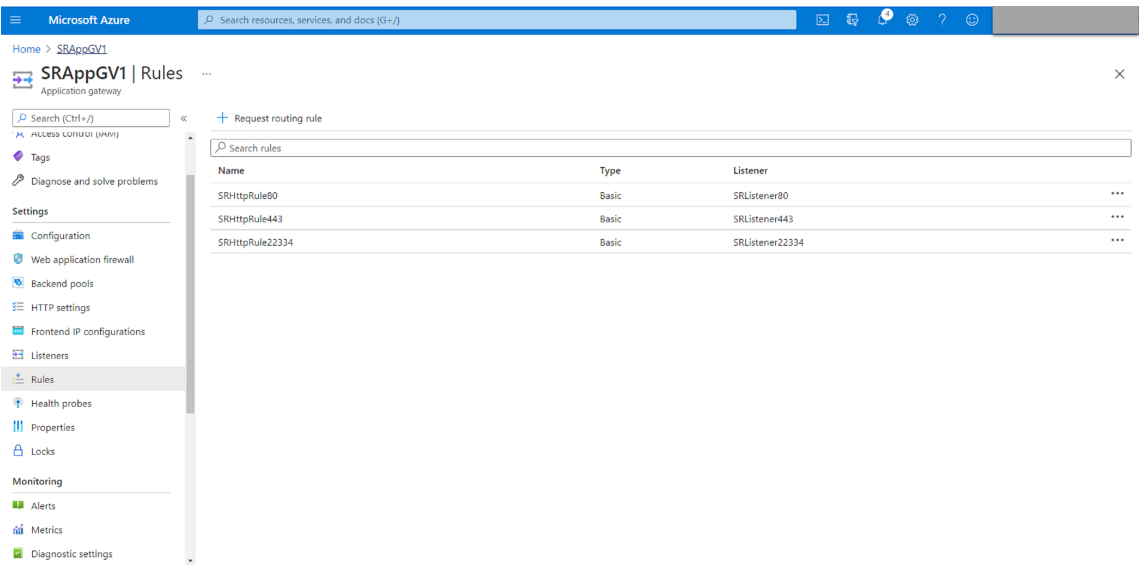 Microsoft Azure
Search resources, services, and docs (G+/)
4
Home > SRAppGV1
SRAppGV1 | Rules ...
Application gateway
Search (Ctrl+/)
«
+ Request routing rule
Access control (IAM)
Search rules
Tags
Diagnose and solve problems
Settings
Configuration
Web application firewall
Backend pools
HTTP settings
Frontend IP configurations
Listeners
Rules
Health probes
Properties
Locks
Monitoring
Alerts
Metrics
Diagnostic settings
Name Type Listener
SRHttpRule80 Basic SRListener80 ...
SRHttpRule443 Basic SRListener443 ...
SRHttpRule22334 Basic SRListener22334 ...